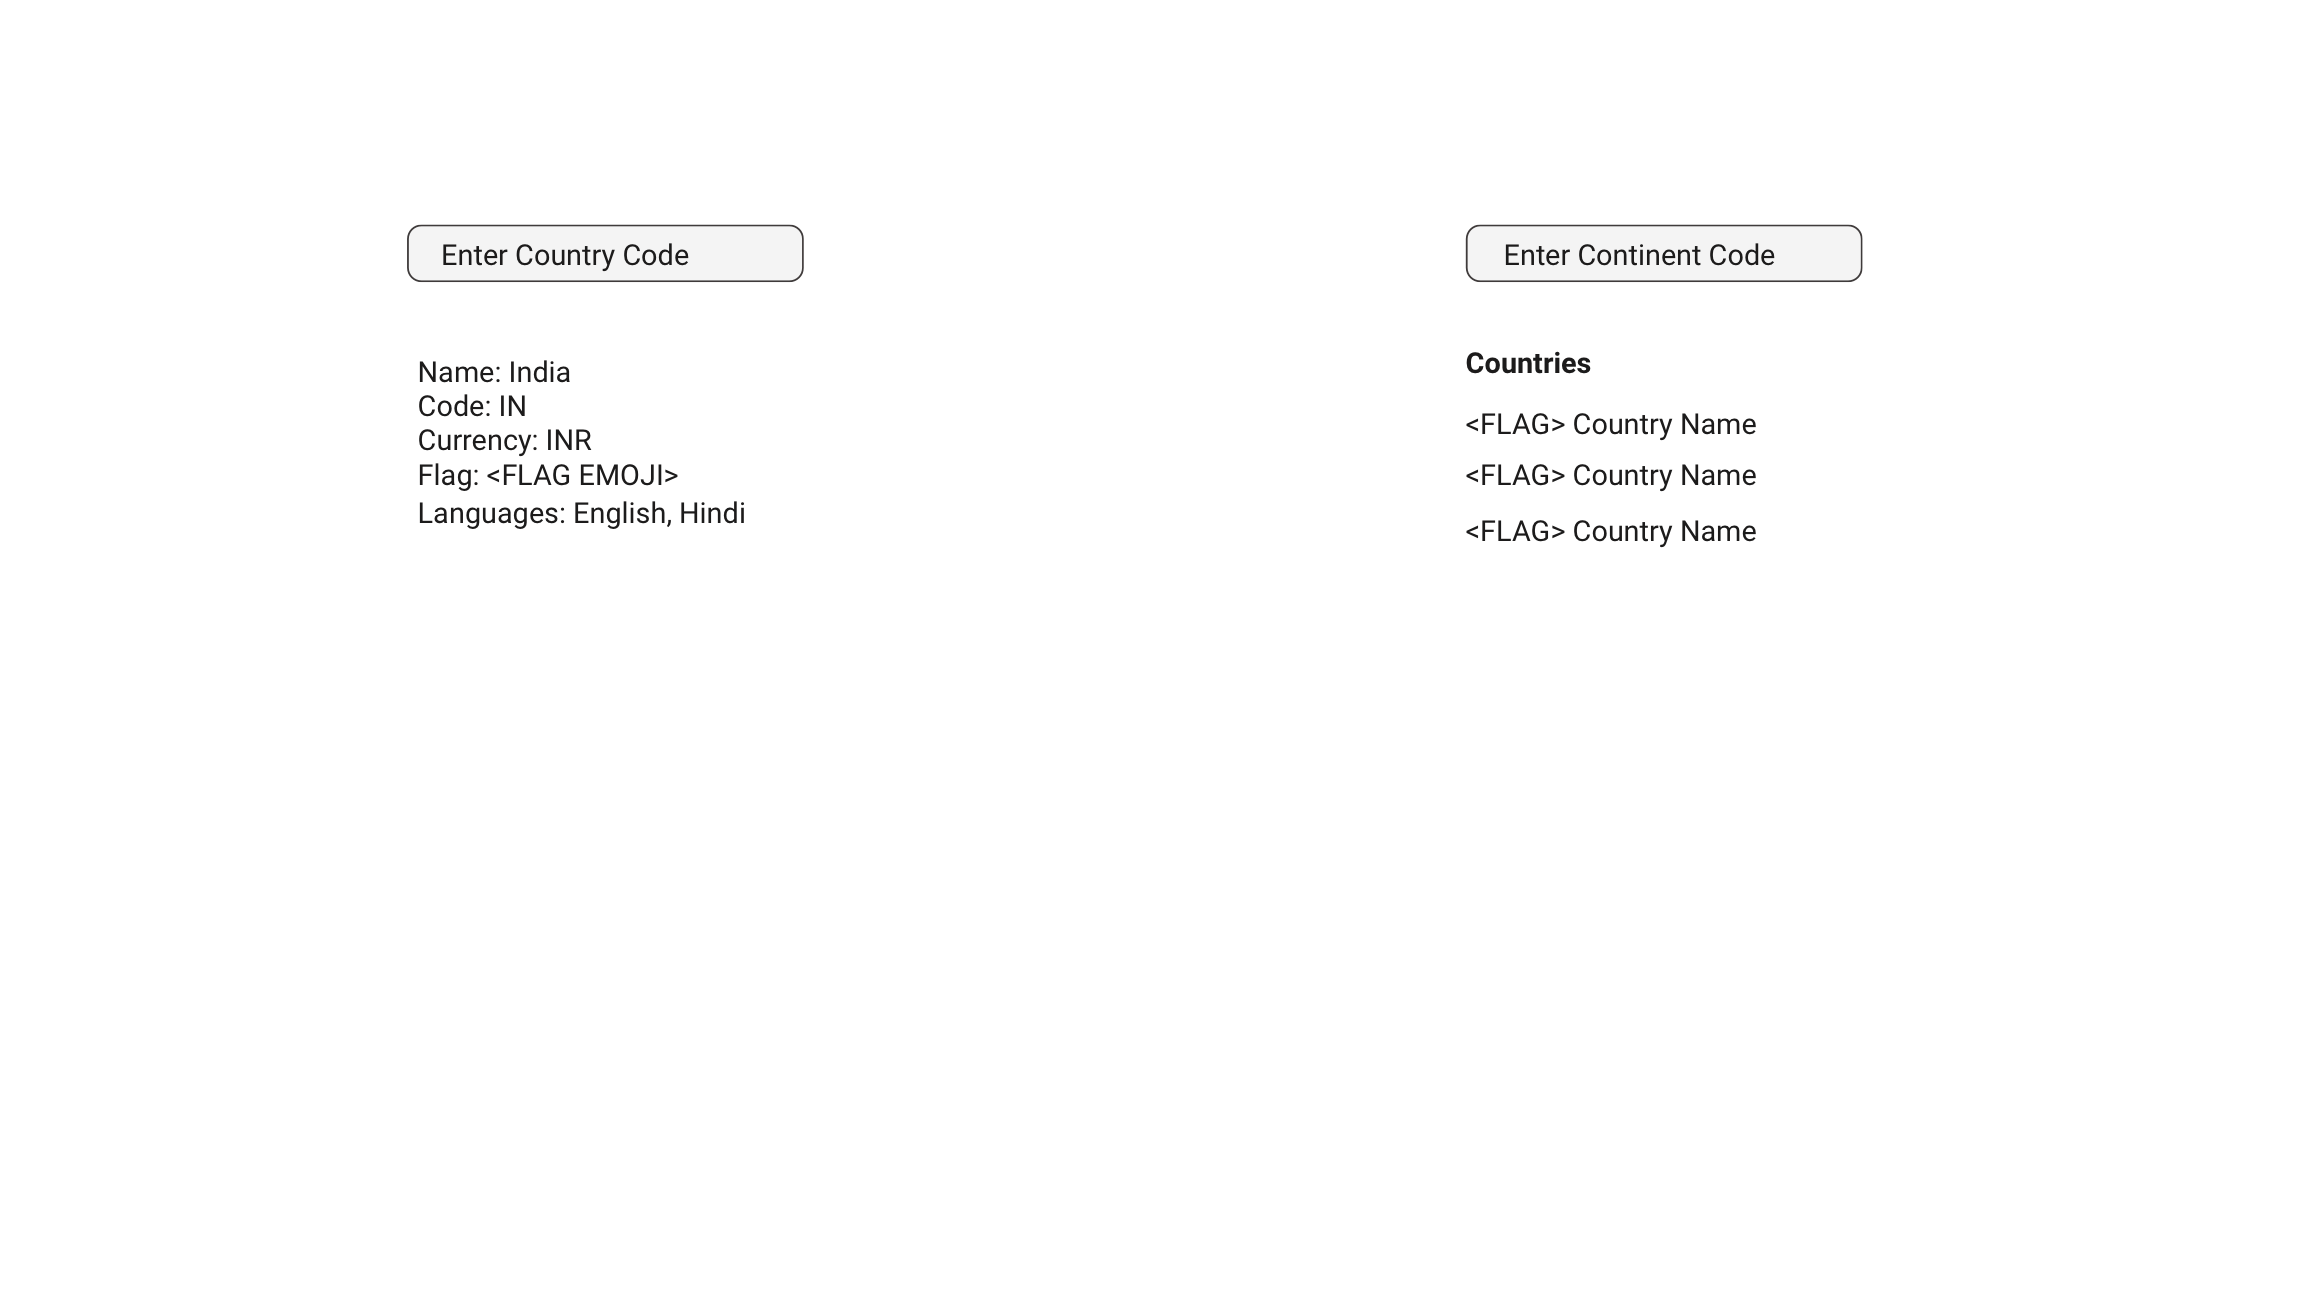 Enter Country Code
Name: India
Code: IN
Currency: INR
Flag: <FLAG EMOJI>
Languages: English, Hindi
Enter Continent Code
Countries
<FLAG> Country Name
<FLAG> Country Name
<FLAG> Country Name